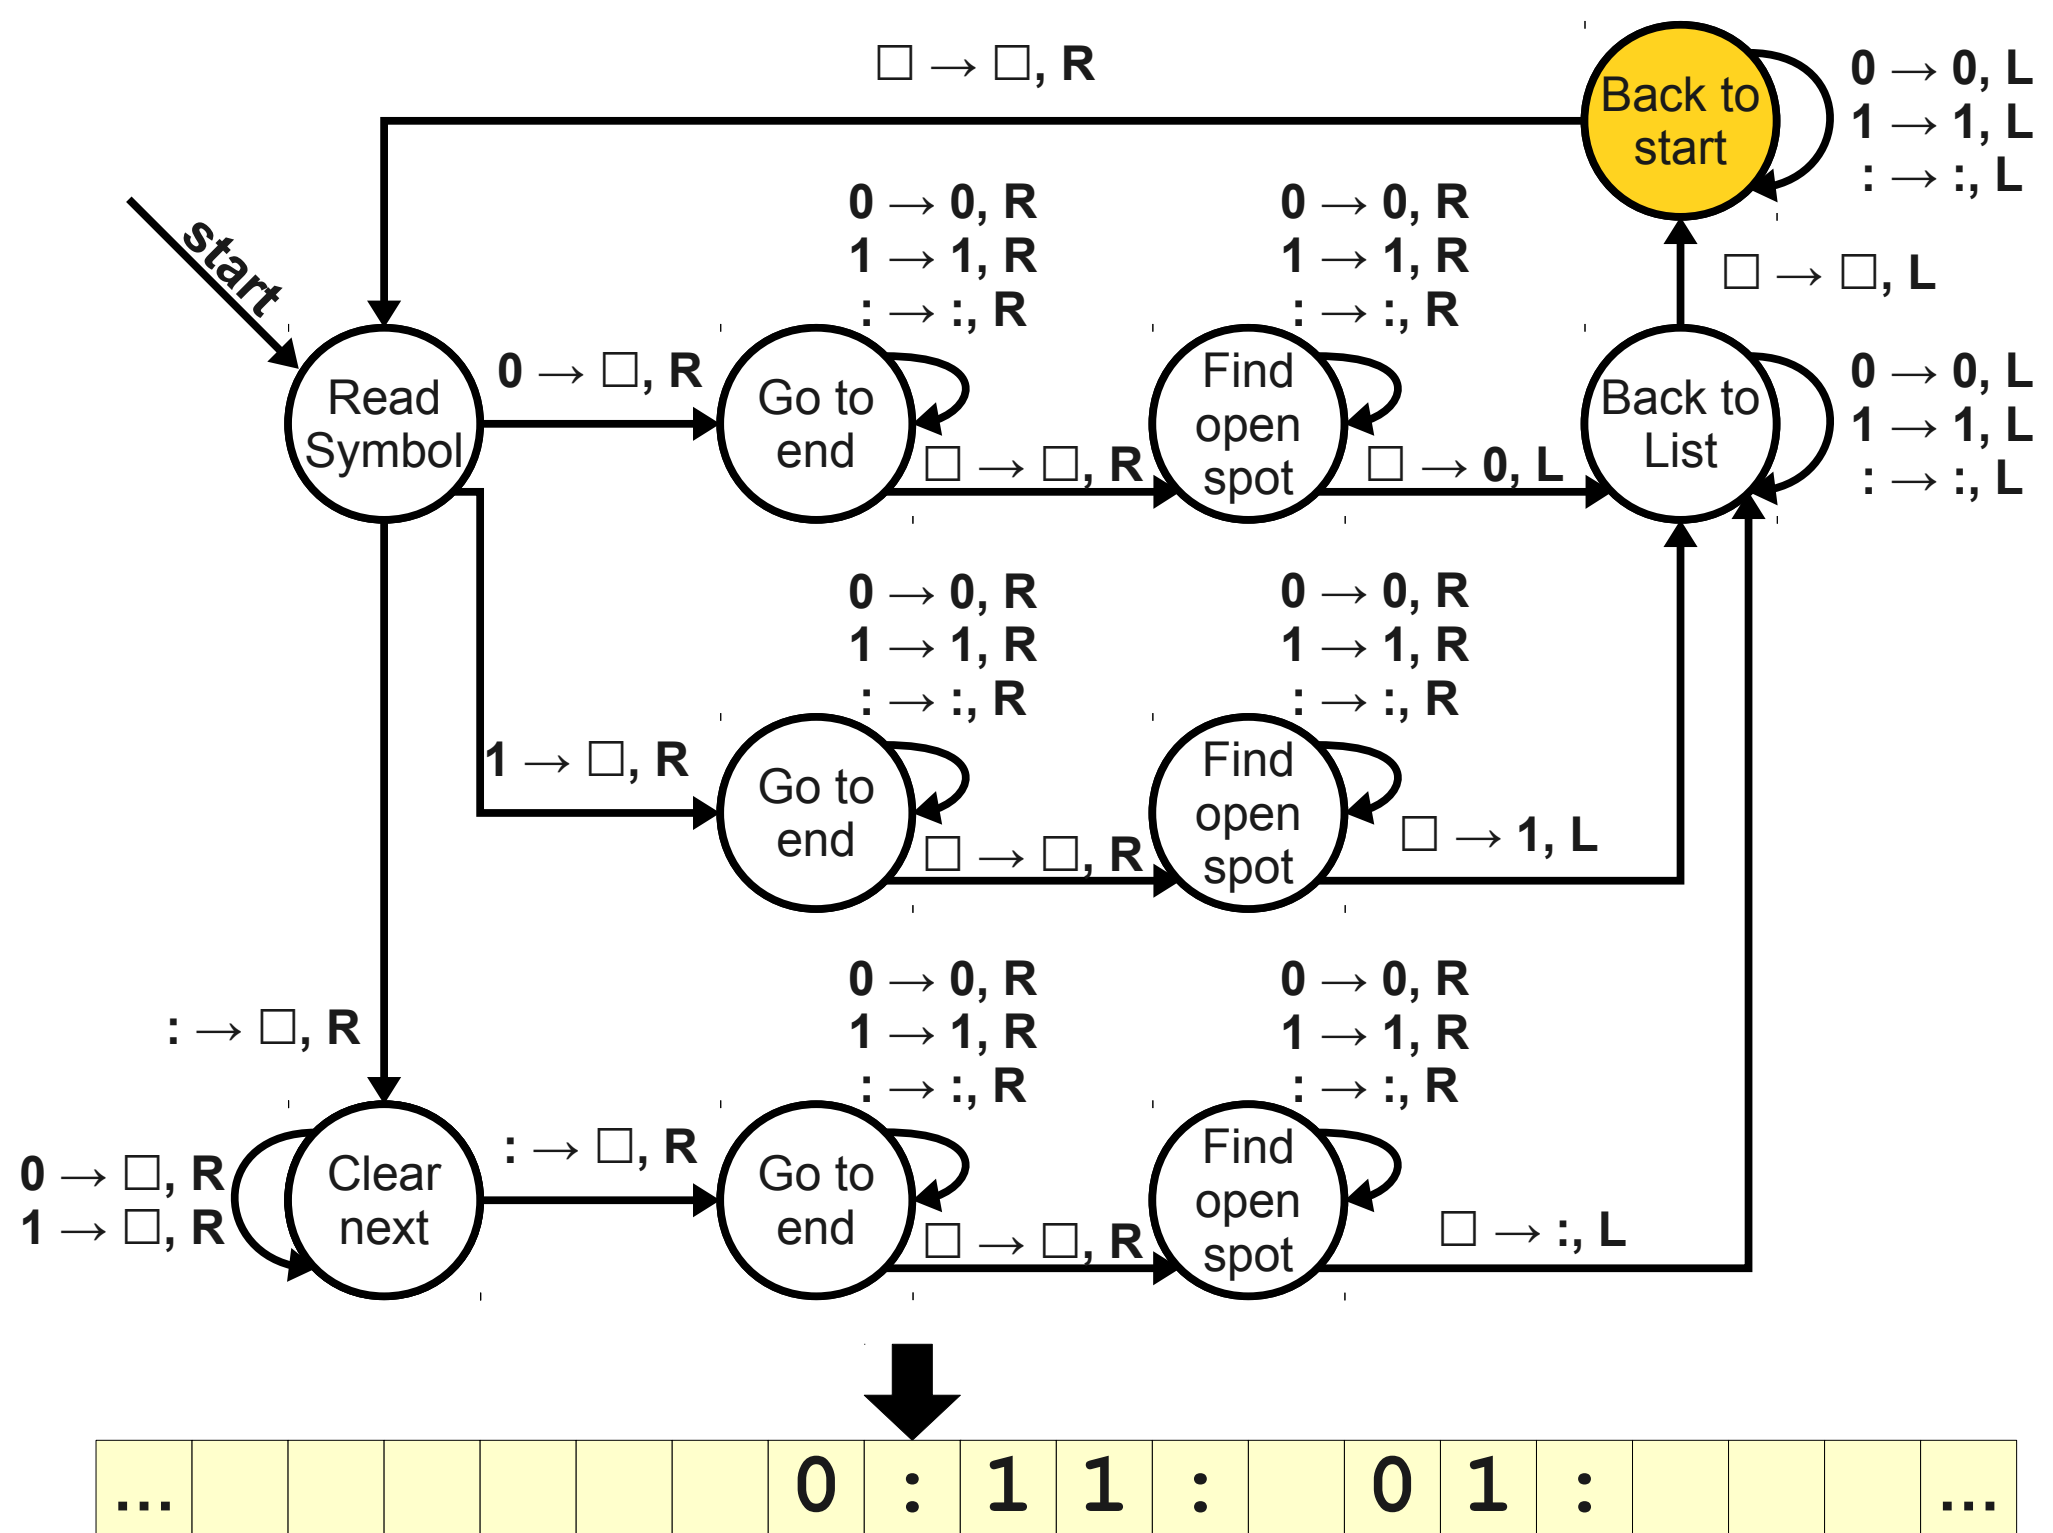 □ → □, R
Back to
start
0 → 0, L
1 → 1, L
: → :, L
start
0 → 0, R
1 → 1, R
: → :, R
0 → 0, R
1 → 1, R
: → :, R
□ → □, L
Read
Symbol
0 → □, R
Go to
end
□ → □, R
Find
open
spot
□ → 0, L
Back to
List
0 → 0, L
1 → 1, L
: → :, L
0 → 0, R
1 → 1, R
: → :, R
0 → 0, R
1 → 1, R
: → :, R
1 → □, R
Go to
end
□ → □, R
Find
open
spot
□ → 1, L
0 → 0, R
1 → 1, R
: → :, R
0 → 0, R
1 → 1, R
: → :, R
: → □, R
0 → □, R
1 → □, R
Clear
next
: → □, R
Go to
end
□ → □, R
Find
open
spot
□ → :, L
... 0 : 1 1 : 0 1 : ...